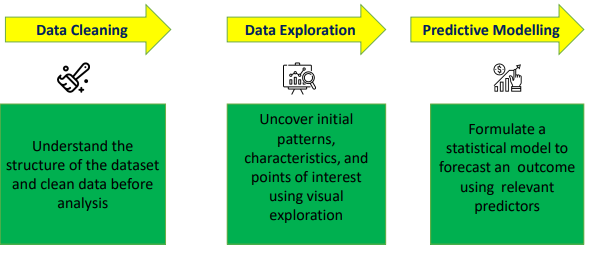 Data Cleaning
Data Exploration
Predictive Modelling
$
Understand the
structure of the dataset
and clean data before
analysis
Uncover initial
patterns,
characteristics, and
points of interest
using visual
exploration
Formulate a
statistical model to
forecast an outcome
using relevant
predictors